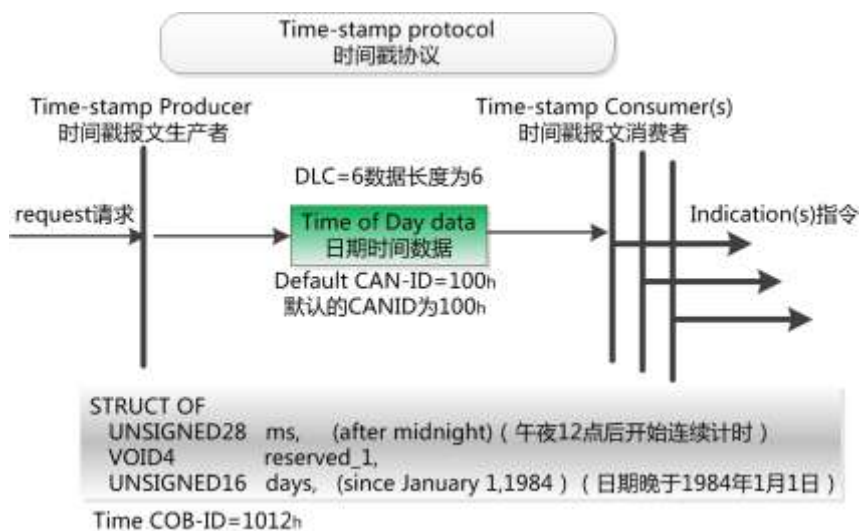 Time-stamp protocol
时间戳协议
Time-stamp Producer
时间戳报文生产者
Time-stamp Consumer(s)
时间戳报文消费者
DLC=6数据长度为6
request请求
Time of Day data
日期时间数据
Indication(s)指令
Default CAN-ID=100h
默认的CANID为100h
STRUCT OF
UNSIGNED28 ms, (after midnight) (午夜12点后开始连续计时)
VOID4 reserved_1,
UNSIGNED16 days, (since January 1,1984 ) (日期晚于1984年1月1日)
Time COB-ID=1012h